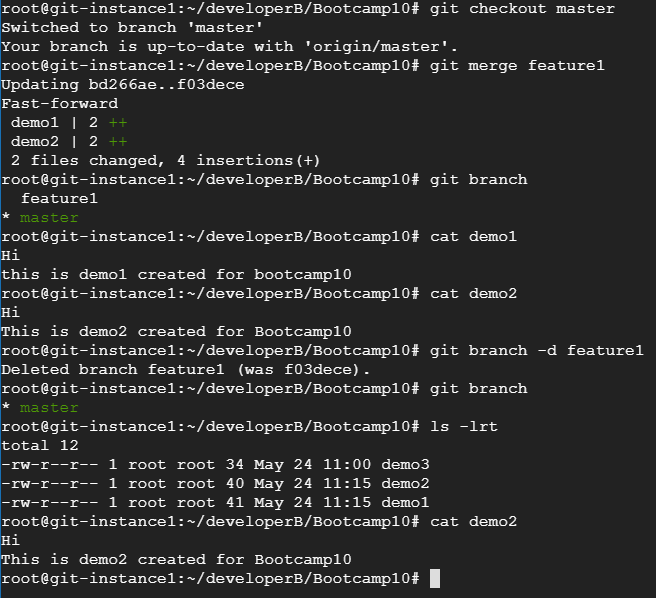 root@git-instance1:~/developerB/Bootcamp10# git checkout master
Switched to branch 'master'
Your branch is up-to-date with 'origin/master'.
root@git-instance1:~/developerB/Bootcamp10# git merge feature1
Updating bd266ae..f03dece
Fast-forward
 demo1 | 2 ++
 demo2 | 2 ++
 2 files changed, 4 insertions(+)
root@git-instance1:~/developerB/Bootcamp10# git branch
  feature1
* master
root@git-instance1:~/developerB/Bootcamp10# cat demo1
Hi
this is demo1 created for bootcamp10
root@git-instance1:~/developerB/Bootcamp10# cat demo2
Hi
This is demo2 created for Bootcamp10
root@git-instance1:~/developerB/Bootcamp10# git branch -d feature1
Deleted branch feature1 (was f03dece).
root@git-instance1:~/developerB/Bootcamp10# git branch
* master
root@git-instance1:~/developerB/Bootcamp10# ls -lrt
total 12
-rw-r--r-- 1 root root 34 May 24 11:00 demo3
-rw-r--r-- 1 root root 40 May 24 11:15 demo2
-rw-r--r-- 1 root root 41 May 24 11:15 demo1
root@git-instance1:~/developerB/Bootcamp10# cat demo2
Hi
This is demo2 created for Bootcamp10
root@git-instance1:~/developerB/Bootcamp10#